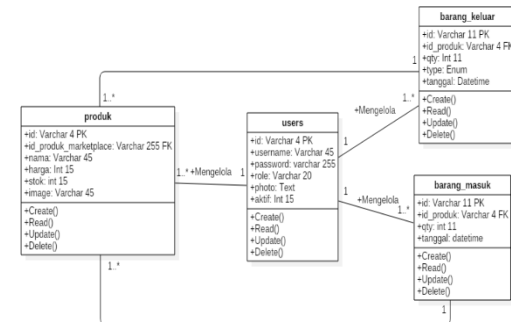 barang_keluar
+id: Varchar 11 PK
+id_produk: Varchar 4 FK
+qty: Int 11
+type: Enum
+tanggal: Datetime
+Create()
+Read()
+Update()
+Delete()
1
1..*
1..*
+Mengelola
produk
+id: Varchar 4 PK
+id_produk_marketplace: Varchar 255 FK
+nama: Varchar 45
+harga: Int 15
+stok: int 15
+image: Varchar 45
+Create()
+Read()
+Update()
+Delete()
1..* +Mengelola 1
users
+id: Varchar 4 PK
+username: Varchar 45
+password: varchar 255
+role: Varchar 20
+photo: Text
+aktif: Int 15
+Create()
+Read()
+Update()
+Delete()
1
1
+Mengelola
1..*
barang_masuk
+id: Varchar 11 PK
+id_produk: Varchar 4 FK
+qty: int 11
+tanggal: datetime
+Create()
+Read()
+Update()
+Delete()
1..*
1